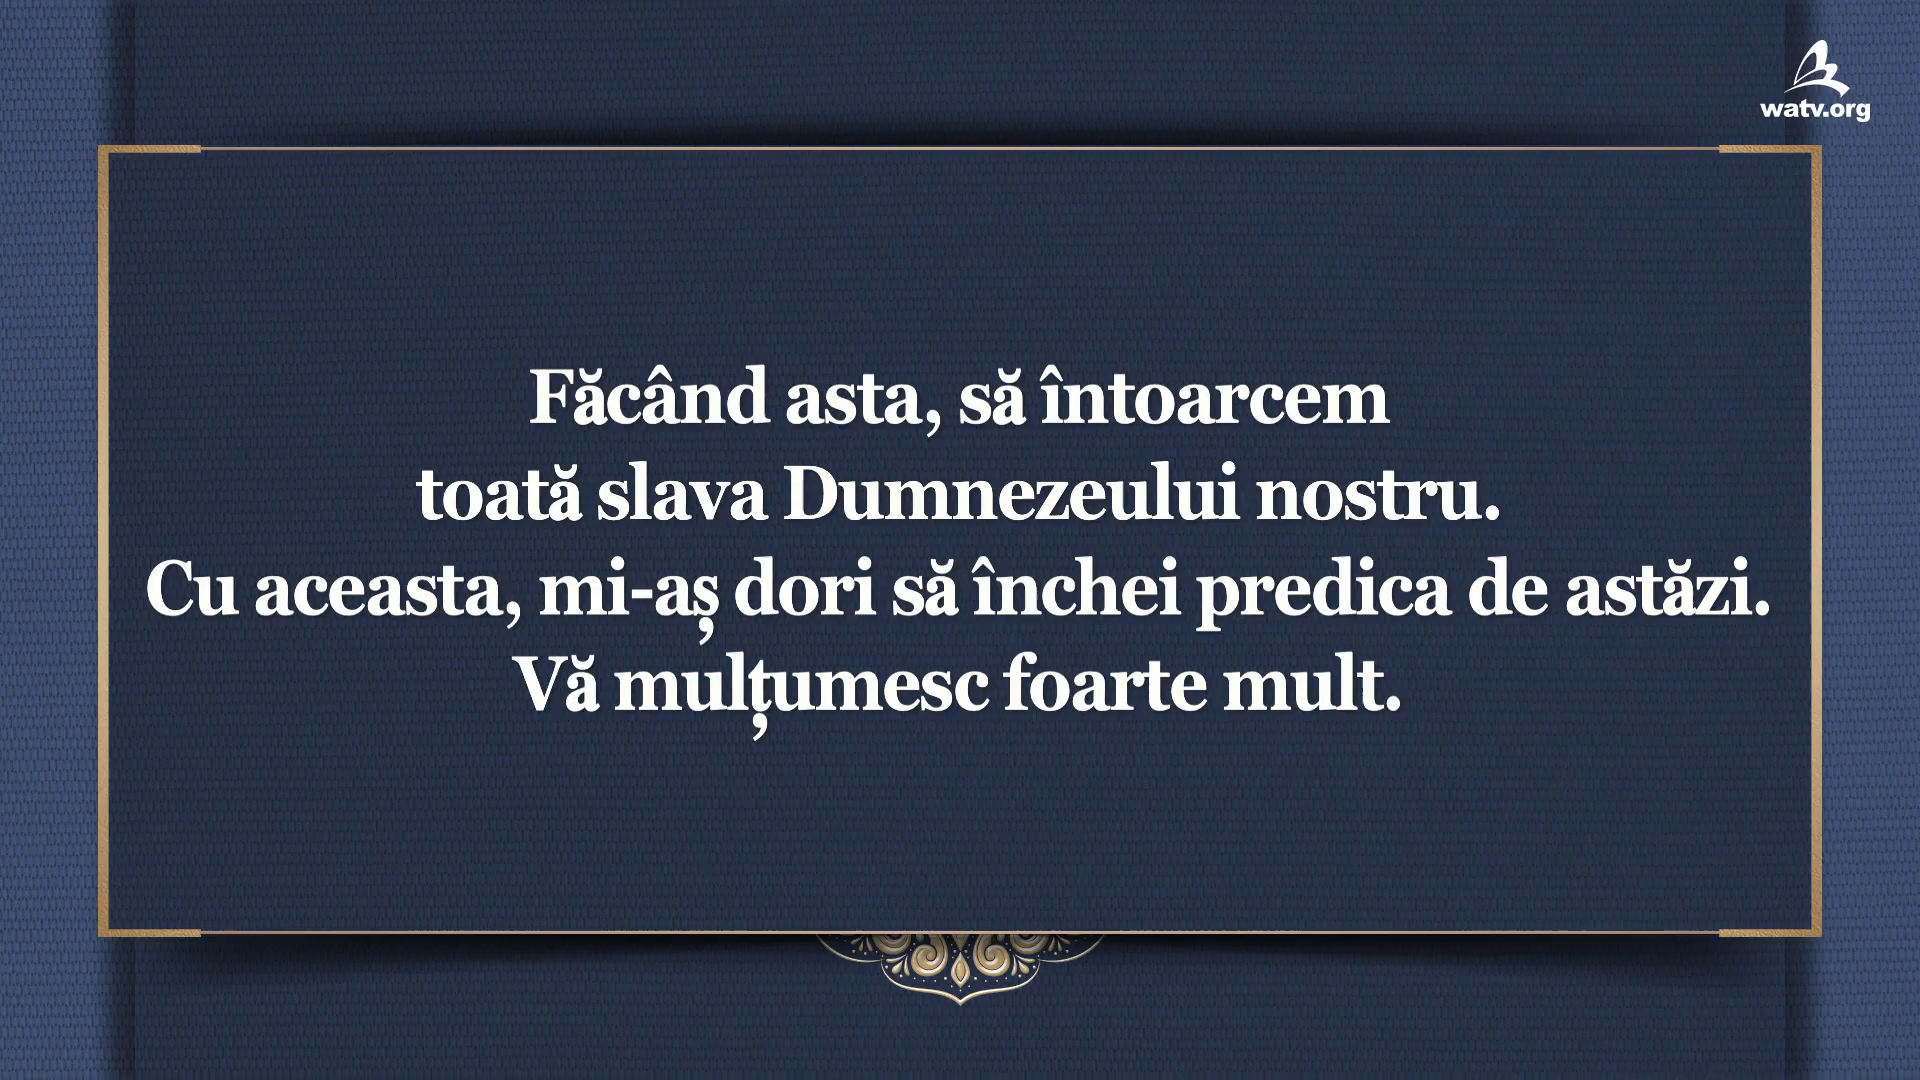 watv.org
Făcând asta, să întoarcem
toată slava Dumnezeului nostru.
Cu aceasta, mi-aș dori să închei predica de astăzi.
Vă mulțumesc foarte mult.